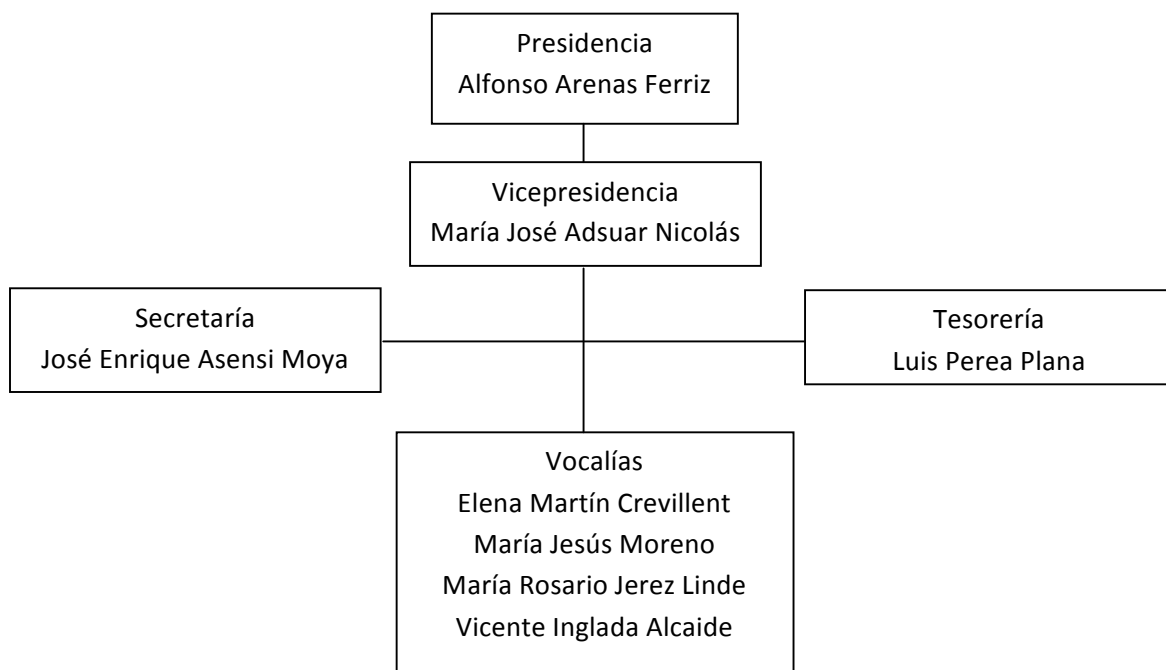 Presidencia
Alfonso Arenas Ferriz
Vicepresidencia
María José Adsuar Nicolás
Secretaría
José Enrique Asensi Moya
Tesorería
Luis Perea Plana
Vocalías
Elena Martín Crevillent
María Jesús Moreno
María Rosario Jerez Linde
Vicente Inglada Alcaide